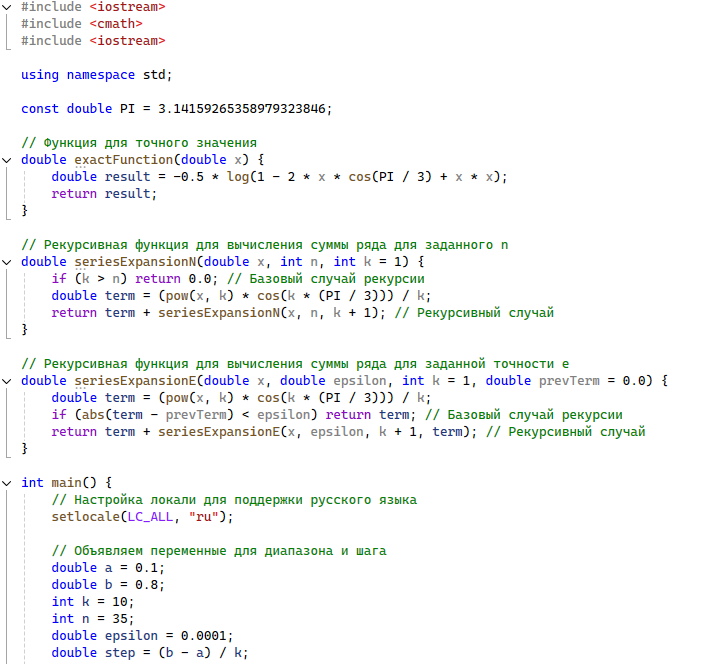 #include <iostream>
#include <cmath>
#include <iostream>
using namespace std;
const double PI = 3.14159265358979323846;
// Функция для точного значения
double exactFunction(double x) {
double result = -0.5 * log(1 - 2 * x * cos(PI / 3) + x * x);
return result;
}
// Рекурсивная функция для вычисления суммы ряда для заданного n
double seriesExpansionN(double x, int n, int k = 1) {
if (k > n) return 0.0; // Базовый случай рекурсии
double term = (pow(x, k) * cos(k * (PI / 3))) / k;
return term + seriesExpansionN(x, n, k + 1); // Рекурсивный случай
}
// Рекурсивная функция для вычисления суммы ряда для заданной точности e
double seriesExpansionE(double x, double epsilon, int k = 1, double prevTerm = 0.0) {
double term = (pow(x, k) * cos(k * (PI / 3))) / k;
if (abs(term - prevTerm) < epsilon) return term; // Базовый случай рекурсии
return term + seriesExpansionE(x, epsilon, k + 1, term); // Рекурсивный случай
}
int main() {
// Настройка локали для поддержки русского языка
setlocale(LC_ALL, "ru");
// Объявляем переменные для диапазона и шага
double a = 0.1;
double b = 0.8;
int k = 10;
int n = 35;
double epsilon = 0.0001;
double step = (b - a) / k;